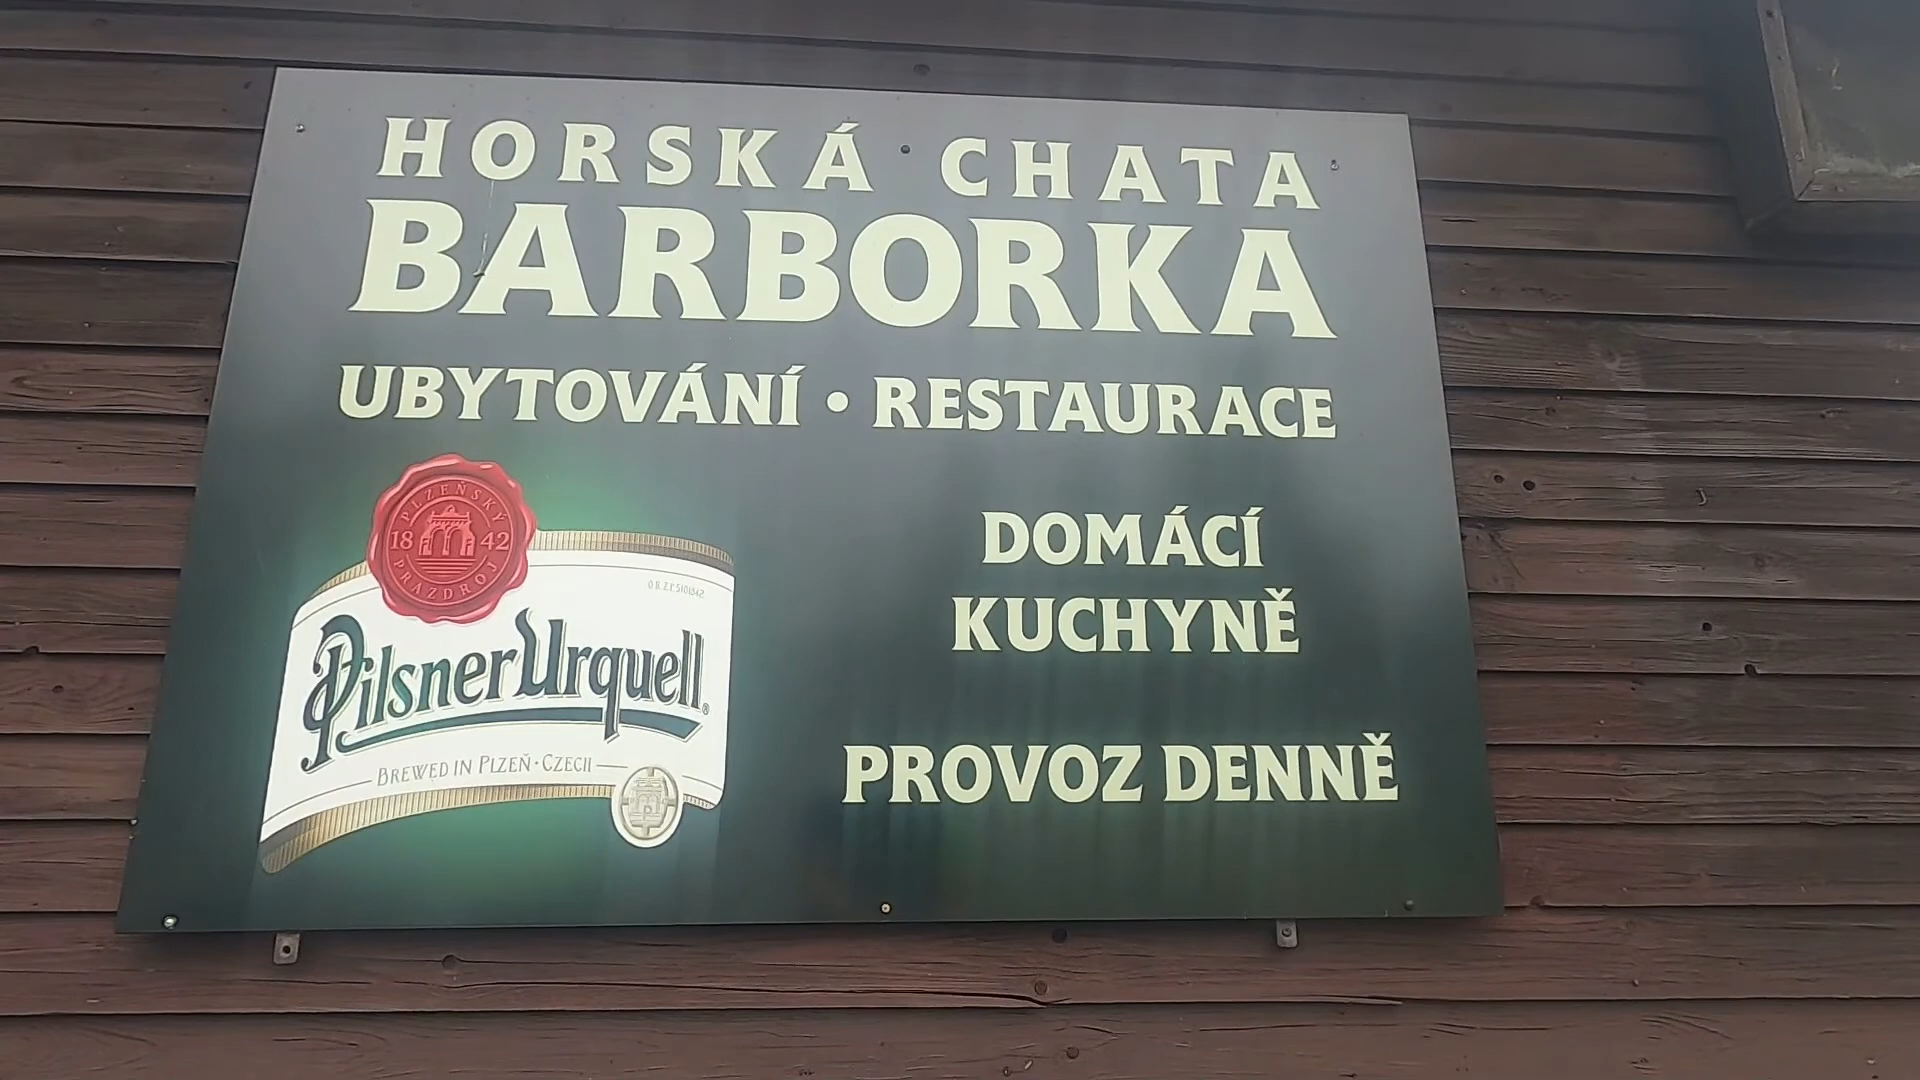 HORSKÁ CHATA
BARBORKA
UBYTOVÁNÍ • RESTAURACE
PLZEŇSKÝ
18 42
PRAZDROJ
Pilsner Urquell®
BREWED IN PLZEŇ · CZECH
DOMÁCÍ
KUCHYNĚ
PROVOZ DENNĚ